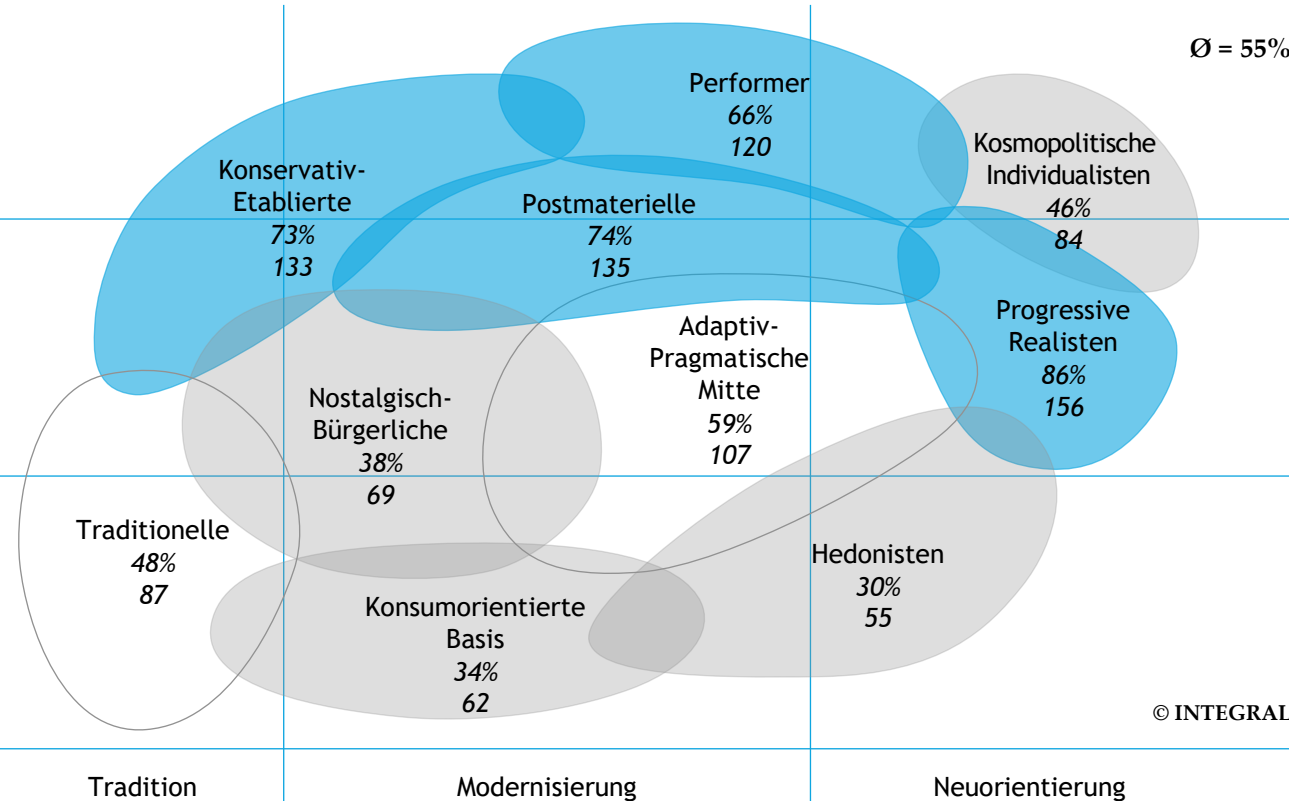 Ø = 55%
Performer
66%
120
Kosmopolitische
Individualisten
46%
84
Konservativ-
Etablierte
73%
133
Postmaterielle
74%
135
Progressive
Realisten
86%
156
Adaptiv-
Pragmatische
Mitte
59%
107
Nostalgisch-
Bürgerliche
38%
69
Traditionelle
48%
87
Hedonisten
30%
55
Konsumorientierte
Basis
34%
62
© INTEGRAL
Tradition
Modernisierung
Neuorientierung